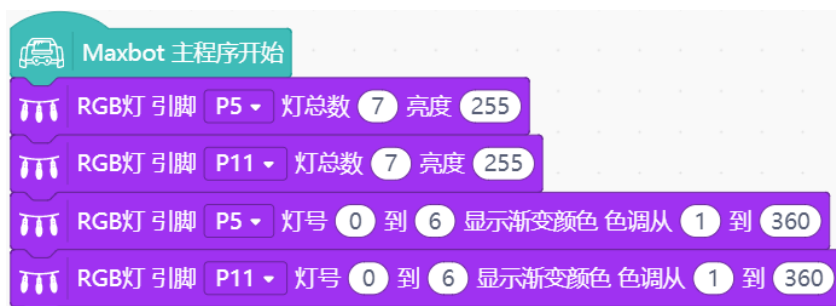 Maxbot 主程序开始
RGB灯 引脚 P5 灯总数 7 亮度 255
RGB灯 引脚 P11 灯总数 7 亮度 255
RGB灯 引脚 P5 灯号 0 到 6 显示渐变颜色 色调从 1 到 360
RGB灯 引脚 P11 灯号 0 到 6 显示渐变颜色 色调从 1 到 360